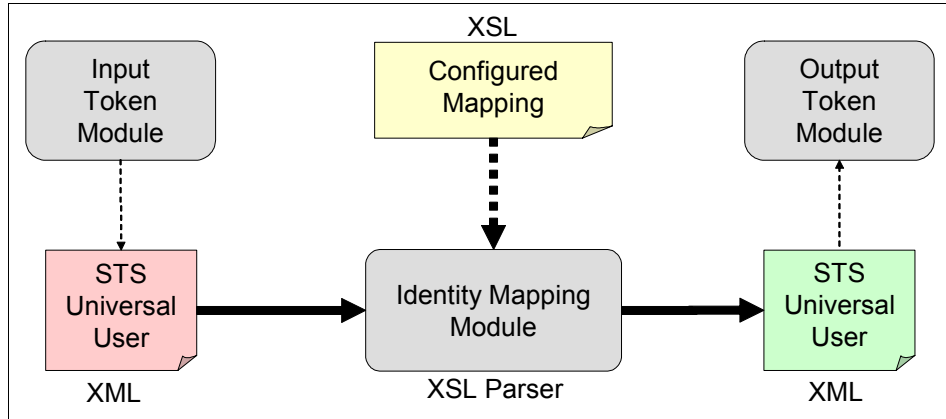 XSL
Input
Token
Module
Configured
Mapping
Output
Token
Module
STS
Universal
User
XML
Identity Mapping
Module
XSL Parser
STS
Universal
User
XML